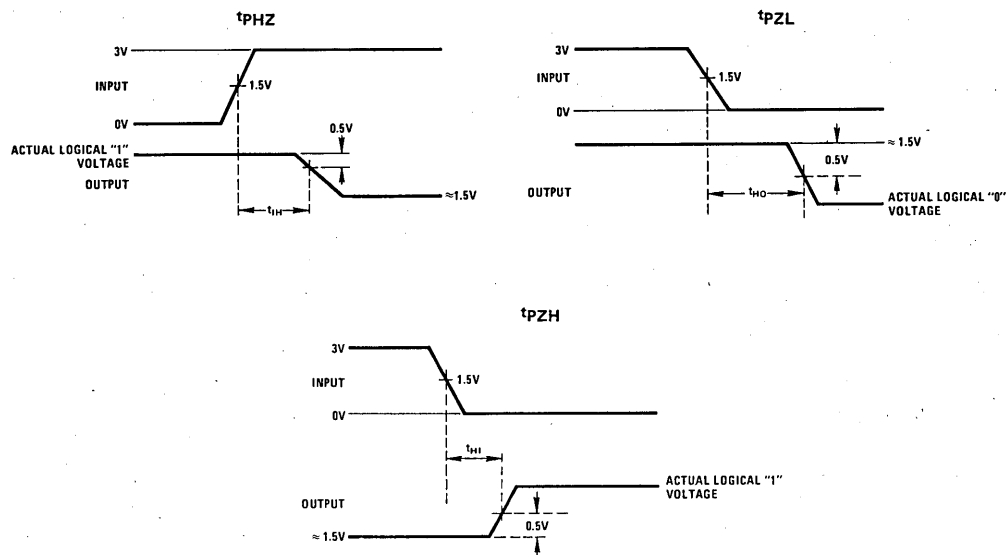 tPHZ
3V
INPUT
1.5V
0V
0.5V
ACTUAL LOGICAL "1"
VOLTAGE
OUTPUT
≈1.5V
tIH
tPZL
3V
INPUT
1.5V
0V
≈1.5V
0.5V
OUTPUT
tHO
ACTUAL LOGICAL "0"
VOLTAGE
tPZH
3V
INPUT
1.5V
0V
tHI
ACTUAL LOGICAL "1"
VOLTAGE
OUTPUT
0.5V
≈ 1.5V